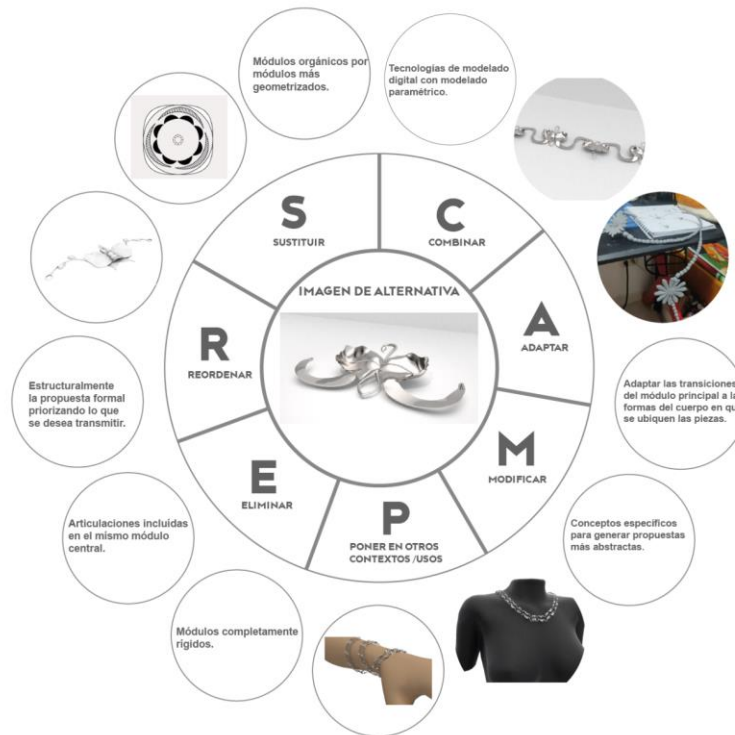 Módulos orgánicos por
módulos más
geometrizados.
Tecnologías de modelado
digital con modelado
paramétrico.
S
SUSTITUIR
C
COMBINAR
IMAGEN DE ALTERNATIVA
R
REORDENAR
A
ADAPTAR
Estructuralmente
la propuesta formal
priorizando lo que
se desea transmitir.
Adaptar las transiciones
del módulo principal a la
formas del cuerpo en qu
se ubiquen las piezas.
E
ELIMINAR
M
MODIFICAR
P
PONER EN OTROS
CONTEXTOS /USOS
Articulaciones incluidas
en el mismo módulo
central.
Conceptos específicos
para generar propuestas
más abstractas.
Módulos completamente
rígidos.